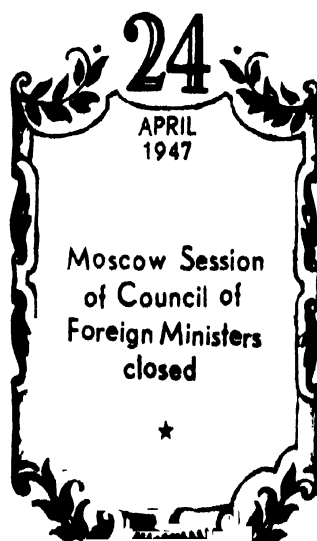 24
APRIL
1947
Moscow Session
of Council of
Foreign Ministers
closed